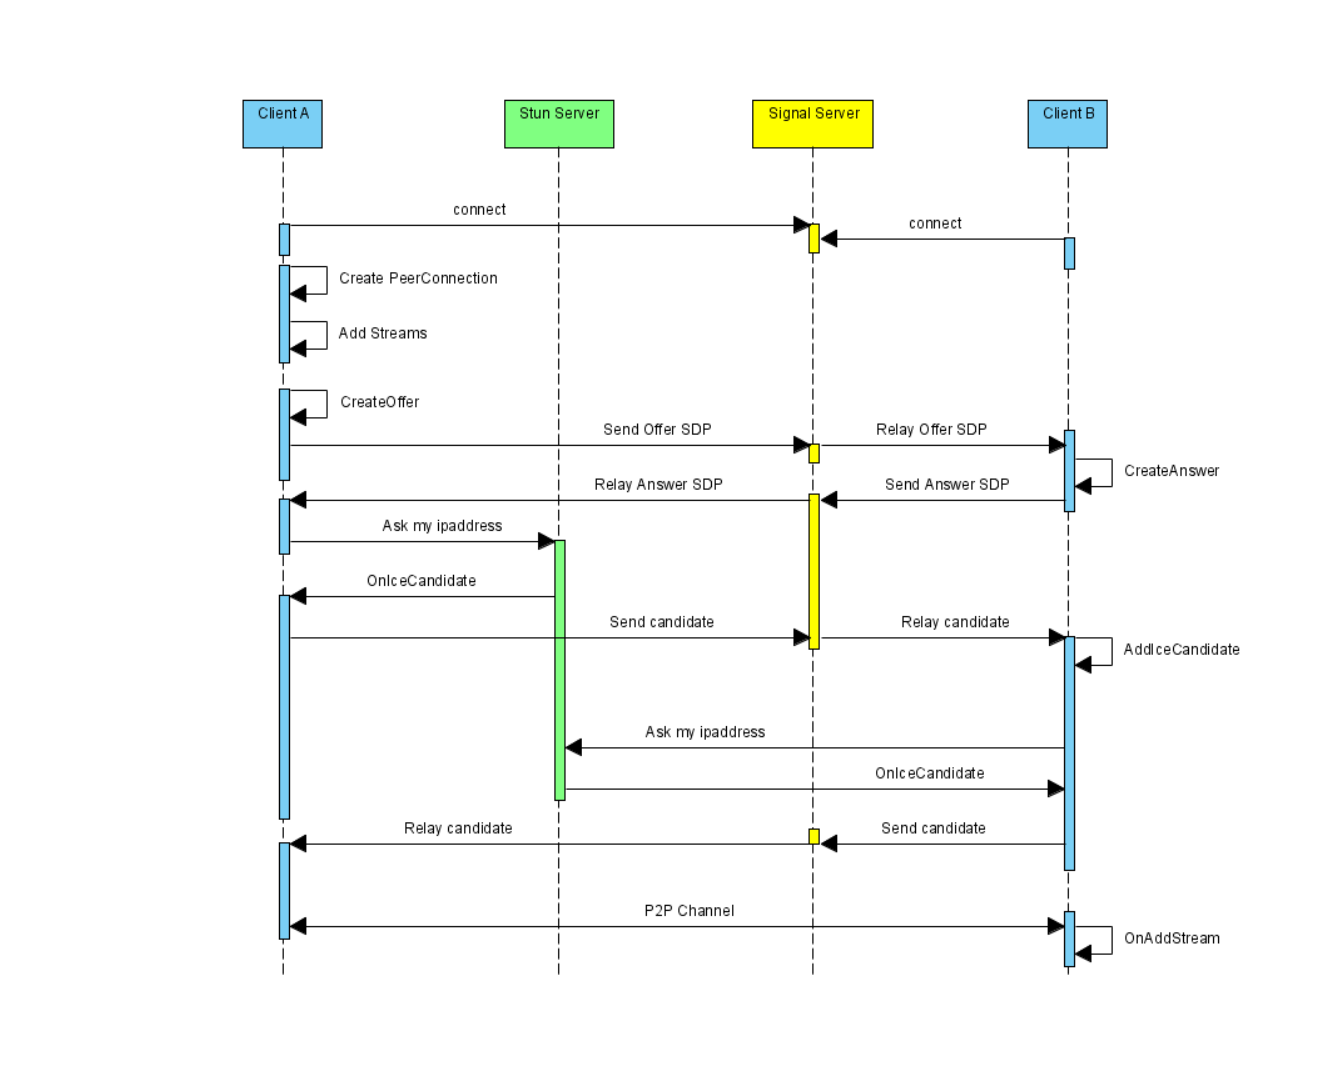 Client A
Stun Server
Signal Server
Client B
connect
connect
Create PeerConnection
Add Streams
CreateOffer
Send Offer SDP
Relay Offer SDP
CreateAnswer
Relay Answer SDP
Send Answer SDP
Ask my ipaddress
OnIceCandidate
Send candidate
Relay candidate
AddIceCandidate
Ask my ipaddress
OnIceCandidate
Relay candidate
Send candidate
P2P Channel
OnAddStream